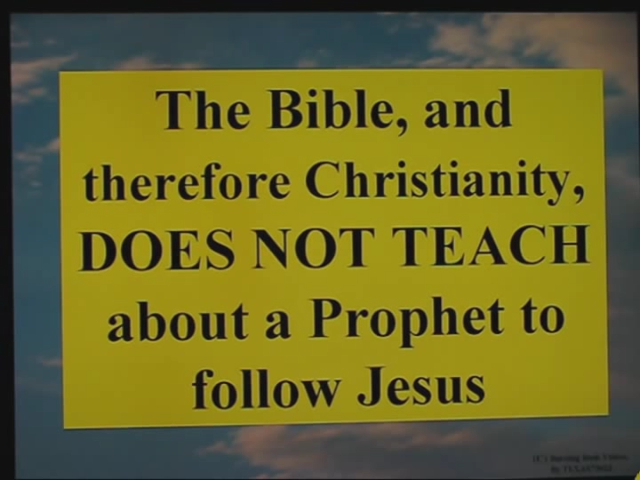 The Bible, and
therefore Christianity,
DOES NOT TEACH
about a Prophet to
follow Jesus